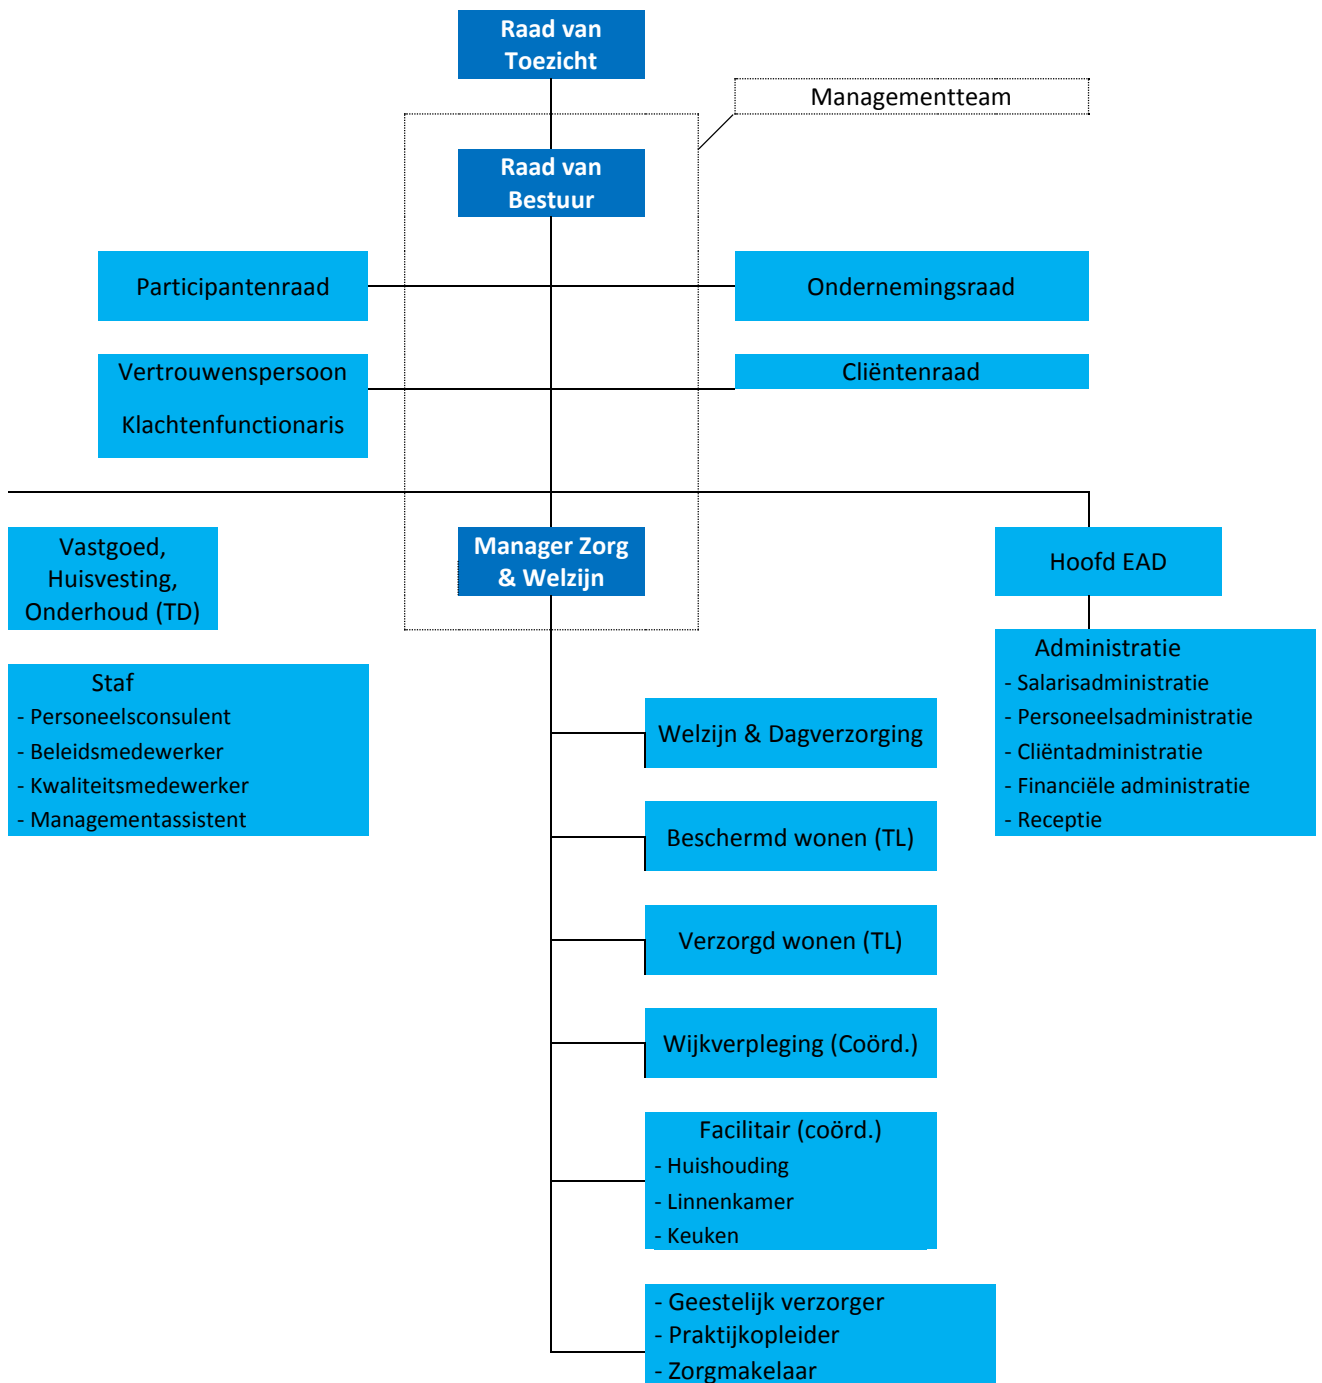 Raad van
Toezicht
Managementteam
Raad van
Bestuur
Participantenraad
Ondernemingsraad
Vertrouwenspersoon
Klachtenfunctionaris
Cliëntenraad
Vastgoed,
Huisvesting,
Onderhoud (TD)
Manager Zorg
& Welzijn
Hoofd EAD
Staf
- Personeelsconsulent
- Beleidsmedewerker
- Kwaliteitsmedewerker
- Managementassistent
Administratie
- Salarisadministratie
- Personeelsadministratie
- Cliëntadministratie
- Financiële administratie
- Receptie
Welzijn & Dagverzorging
Beschermd wonen (TL)
Verzorgd wonen (TL)
Wijkverpleging (Coörd.)
Facilitair (coörd.)
- Huishouding
- Linnenkamer
- Keuken
- Geestelijk verzorger
- Praktijkopleider
- Zorgmakelaar